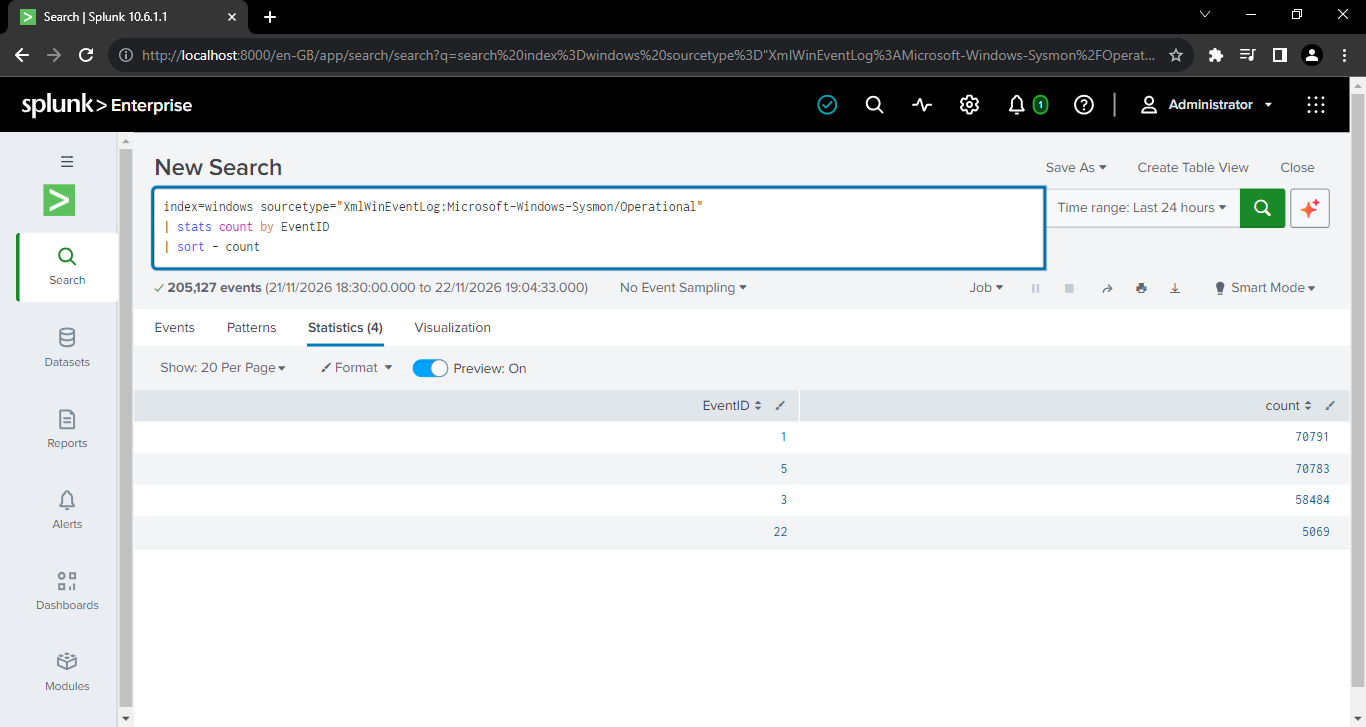 Search | Splunk 10.6.1.1
http://localhost:8000/en-GB/app/search/search?q=search%20index%3Dwindows%20sourcetype%3D"XmlWinEventLog%3AMicrosoft-Windows-Sysmon%2FOperat...
splunk> Enterprise
1
Administrator
New Search
Save As
Create Table View
Close
index=windows sourcetype="XmlWinEventLog:Microsoft-Windows-Sysmon/Operational"
| stats count by EventID
| sort - count
Time range: Last 24 hours
205,127 events (21/11/2026 18:30:00.000 to 22/11/2026 19:04:33.000)
No Event Sampling
Job
Smart Mode
Search
Datasets
Reports
Alerts
Dashboards
Modules
Events
Patterns
Statistics (4)
Visualization
Show: 20 Per Page
Format
Preview: On
EventID count
1 70791
5 70783
3 58484
22 5069